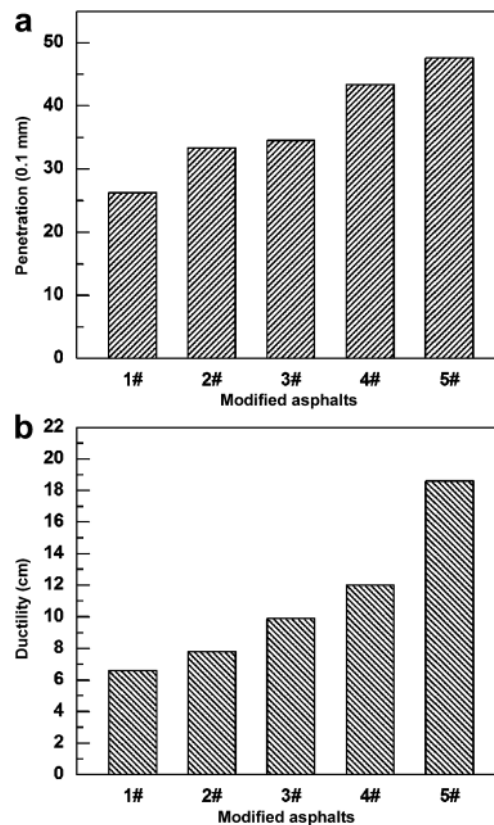 a
Penetration (0.1 mm)
50
40
30
20
10
0
1# 2# 3# 4# 5#
Modified asphalts
b
Ductility (cm)
22
20
18
16
14
12
10
8
6
4
2
0
1# 2# 3# 4# 5#
Modified asphalts